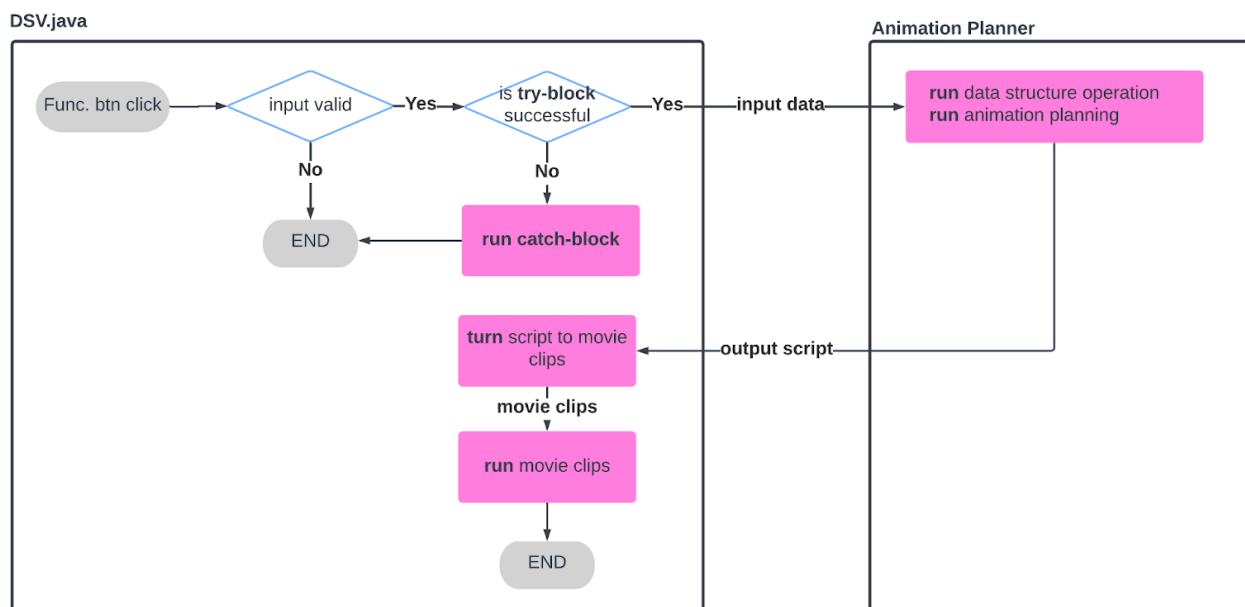 DSV.java
Animation Planner
Func. btn click
input valid
Yes
is try-block
successful
Yes
input data
run data structure operation
run animation planning
No
No
END
run catch-block
turn script to movie
clips
output script
movie clips
run movie clips
END